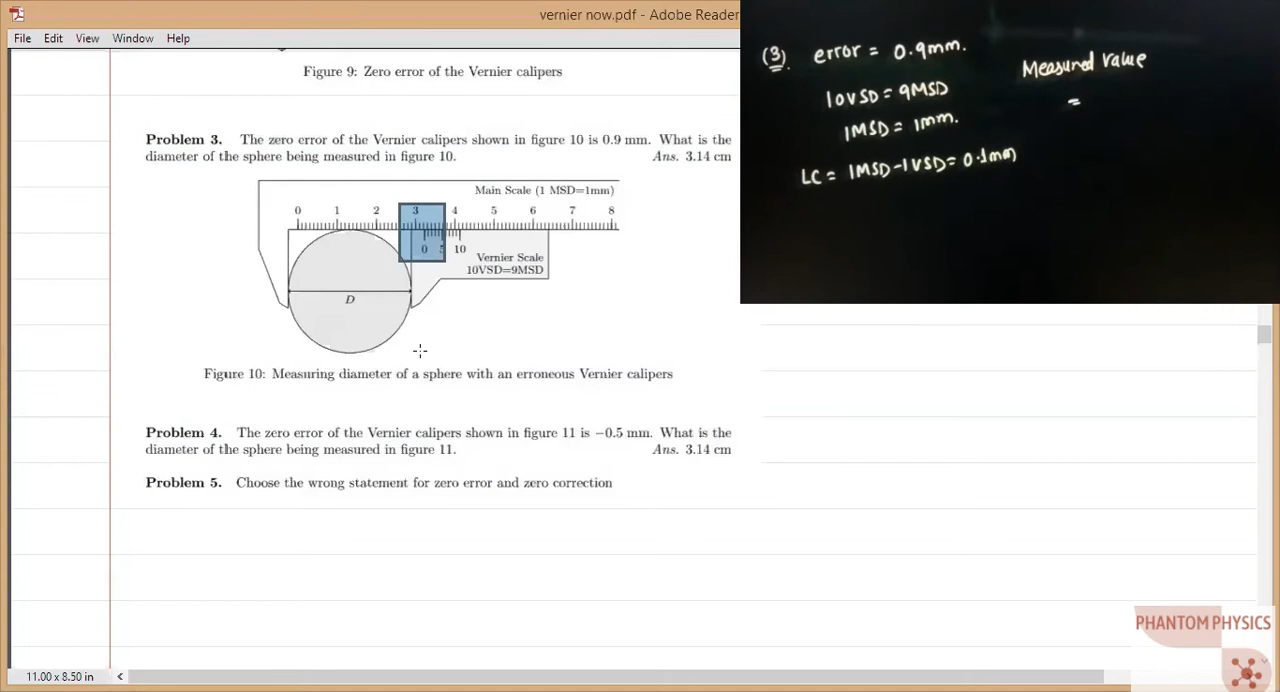 vernier now.pdf - Adobe Reader
File Edit View Window Help
Figure 9: Zero error of the Vernier calipers
Problem 3. The zero error of the Vernier calipers shown in figure 10 is 0.9 mm. What is the
diameter of the sphere being measured in figure 10. Ans. 3.14 cm
Main Scale (1 MSD=1mm)
0 1 2 3 4 5 6 7 8
0 5 10
Vernier Scale
10VSD=9MSD
D
Figure 10: Measuring diameter of a sphere with an erroneous Vernier calipers
Problem 4. The zero error of the Vernier calipers shown in figure 11 is −0.5 mm. What is the
diameter of the sphere being measured in figure 11. Ans. 3.14 cm
Problem 5. Choose the wrong statement for zero error and zero correction
11.00 x 8.50 in
(3) error = 0.9mm.
10VSD = 9MSD
1MSD = 1mm.
LC = 1MSD-1VSD= 0.1mm
Measured value
=
PHANTOM PHYSICS